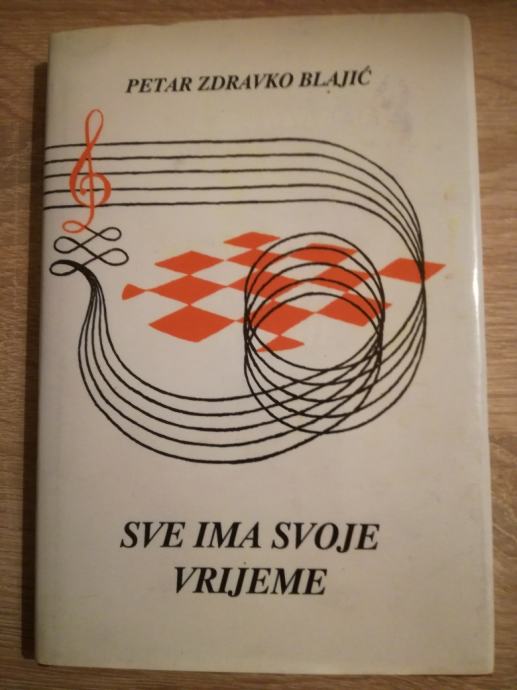 PETAR ZDRAVKO BLAJIĆ
SVE IMA SVOJE
VRIJEME